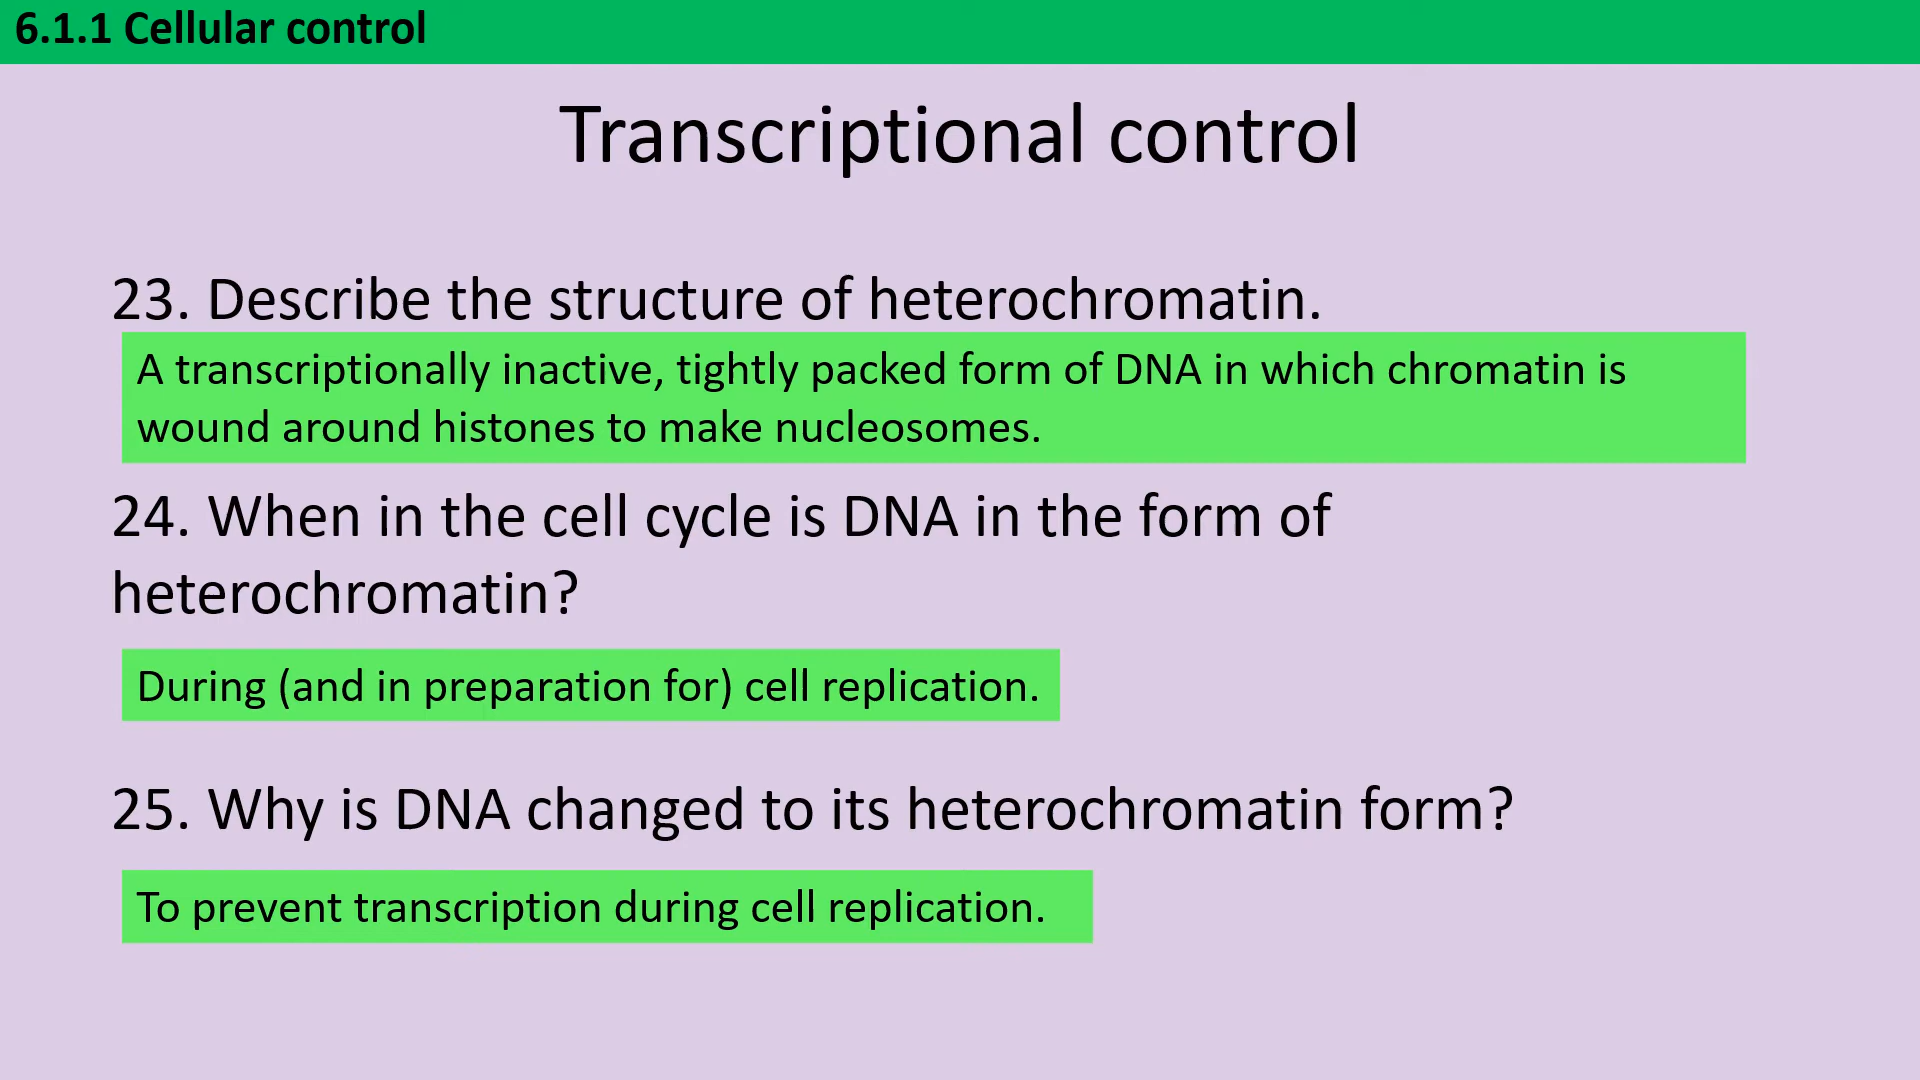 6.1.1 Cellular control
Transcriptional control
23. Describe the structure of heterochromatin.
A transcriptionally inactive, tightly packed form of DNA in which chromatin is
wound around histones to make nucleosomes.
24. When in the cell cycle is DNA in the form of
heterochromatin?
During (and in preparation for) cell replication.
25. Why is DNA changed to its heterochromatin form?
To prevent transcription during cell replication.